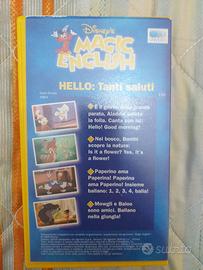 Disney's
MAGIC
ENGLISH
HELLO: Tanti saluti
È il giorno della grande
parata. Aladdin saluta
la folla. Canta con lui:
Hello! Good morning!
Nel bosco, Bambi
scopre la natura:
Is it a flower? Yes, it's
a flower!
Paperino ama
Paperina! Paperina
ama Paperino! Insieme
ballano: 1, 2, 3, 4, balla!
Mowgli e Baloo
sono amici. Ballano
nella giungla!
Subito